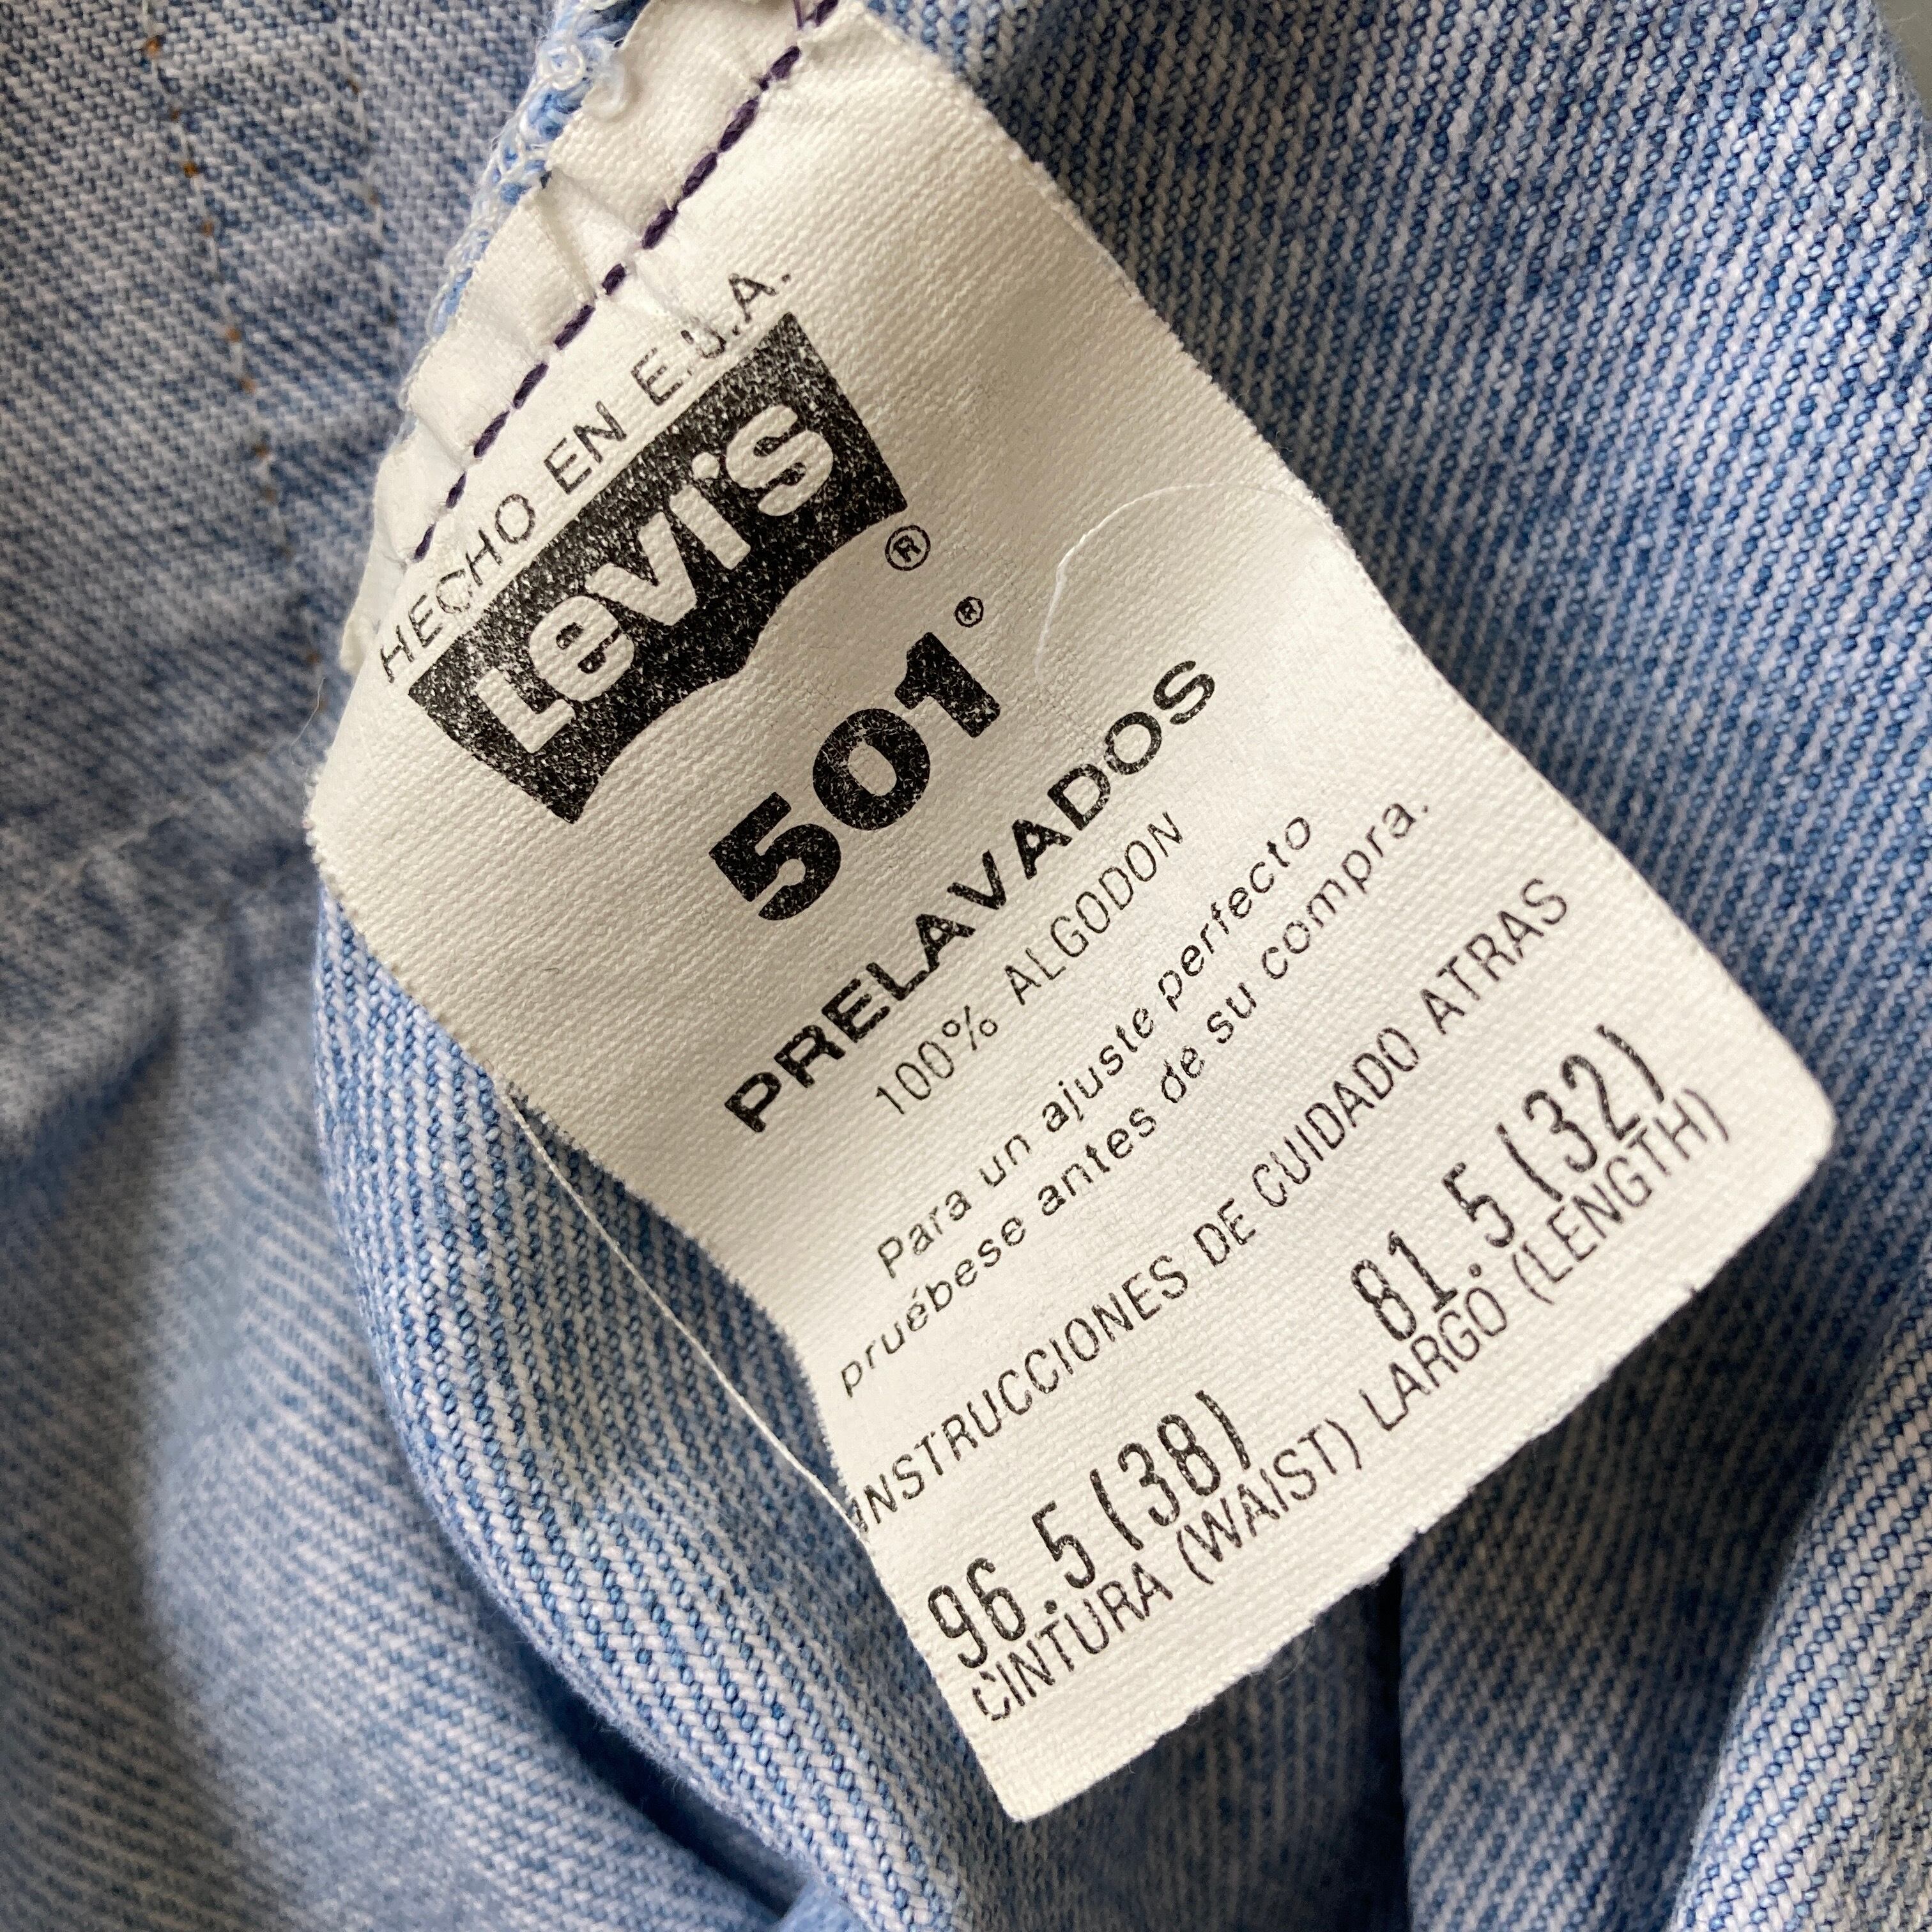 HECHO EN E.U.A.
Levi's ®
501®
PRELAVADOS
100% ALGODON
Para un ajuste perfecto
pruébese antes de su compra.
INSTRUCCIONES DE CUIDADO ATRAS
96.5(38) 81.5(32)
CINTURA (WAIST) LARGO (LENGTH)